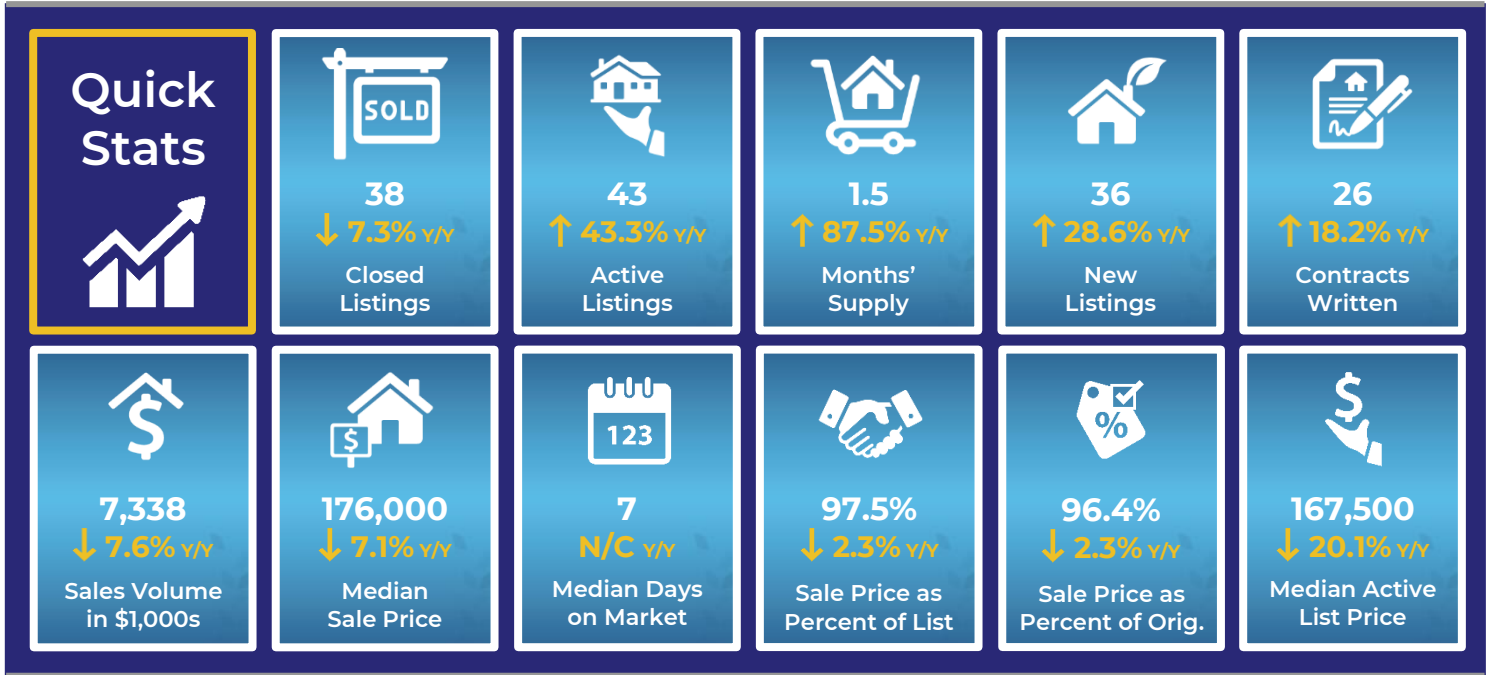 Quick
Stats
SOLD
38
↓ 7.3% Y/Y
Closed
Listings
43
↑ 43.3% Y/Y
Active
Listings
1.5
↑ 87.5% Y/Y
Months’
Supply
36
↑ 28.6% Y/Y
New
Listings
26
↑ 18.2% Y/Y
Contracts
Written
$
7,338
↓ 7.6% Y/Y
Sales Volume
in $1,000s
$
176,000
↓ 7.1% Y/Y
Median
Sale Price
123
7
N/C Y/Y
Median Days
on Market
97.5%
↓ 2.3% Y/Y
Sale Price as
Percent of List
%
96.4%
↓ 2.3% Y/Y
Sale Price as
Percent of Orig.
$
167,500
↓ 20.1% Y/Y
Median Active
List Price